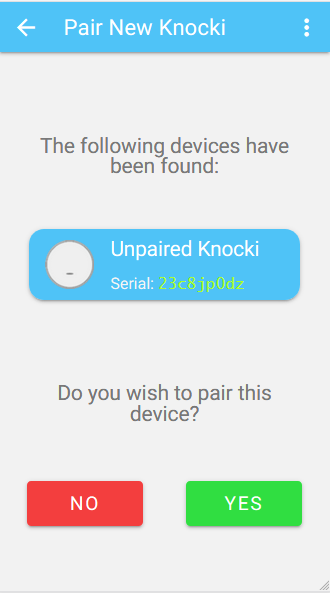 Pair New Knocki
The following devices have
been found:
Unpaired Knocki
Serial: 23c8jp0dz
Do you wish to pair this
device?
NO
YES